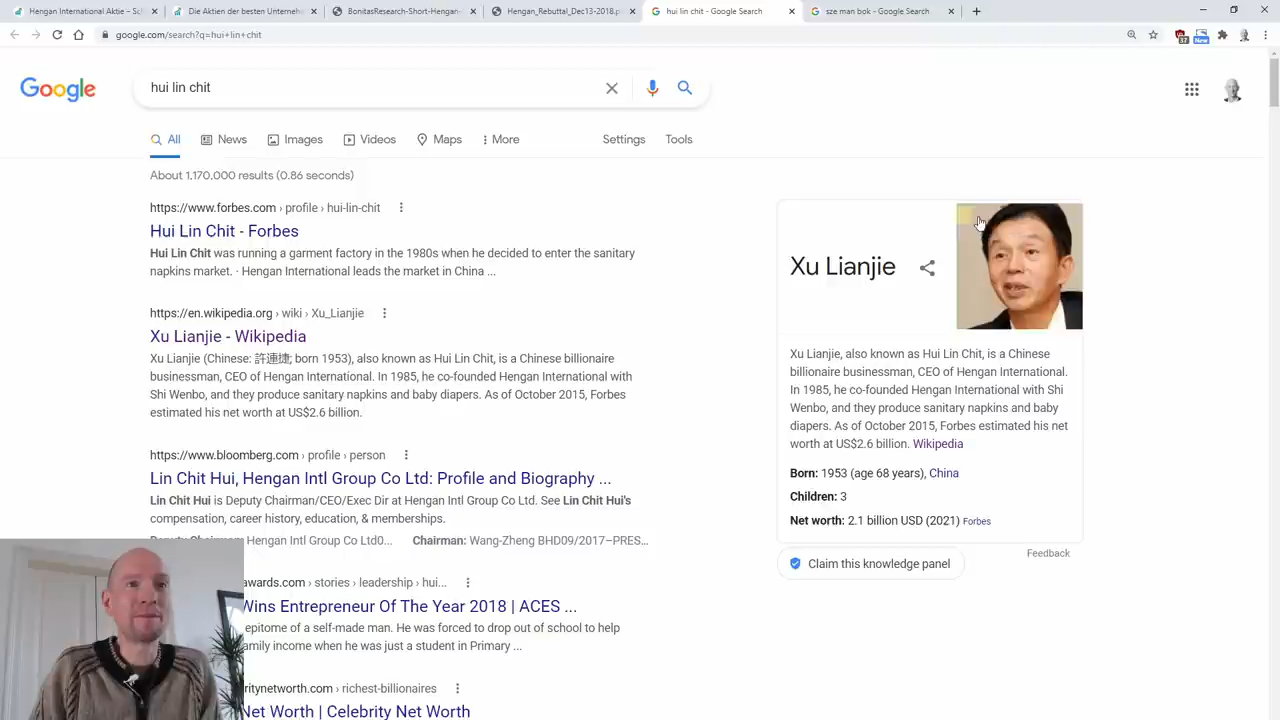 Hengan International Aktie – Sc
Die Aktien der besten Unterneh
BonitasResearch-Short-Hengan-
Hengan_Rebuttal_Dec13-2018.p
hui lin chit - Google Search
sze man bok - Google Search
google.com/search?q=hui+lin+chit
Google
hui lin chit
All
News
Images
Videos
Maps
More
Settings
Tools
About 1,170,000 results (0.86 seconds)
https://www.forbes.com › profile › hui-lin-chit
Hui Lin Chit - Forbes
Hui Lin Chit was running a garment factory in the 1980s when he decided to enter the sanitary
napkins market. · Hengan International leads the market in China ...
https://en.wikipedia.org › wiki › Xu_Lianjie
Xu Lianjie - Wikipedia
Xu Lianjie (Chinese: 許連捷; born 1953), also known as Hui Lin Chit, is a Chinese billionaire
businessman, CEO of Hengan International. In 1985, he co-founded Hengan International with
Shi Wenbo, and they produce sanitary napkins and baby diapers. As of October 2015, Forbes
estimated his net worth at US$2.6 billion.
https://www.bloomberg.com › profile › person
Lin Chit Hui, Hengan Intl Group Co Ltd: Profile and Biography ...
Lin Chit Hui is Deputy Chairman/CEO/Exec Dir at Hengan Intl Group Co Ltd. See Lin Chit Hui's
compensation, career history, education, & memberships.
Hengan Intl Group Co Ltd0... Chairman: Wang-Zheng BHD09/2017–PRES...
awards.com › stories › leadership › hui...
Wins Entrepreneur Of The Year 2018 | ACES ...
epitome of a self-made man. He was forced to drop out of school to help
amily income when he was just a student in Primary ...
ritynetworth.com › richest-billionaires
Net Worth | Celebrity Net Worth
Xu Lianjie
Xu Lianjie, also known as Hui Lin Chit, is a Chinese
billionaire businessman, CEO of Hengan International.
In 1985, he co-founded Hengan International with Shi
Wenbo, and they produce sanitary napkins and baby
diapers. As of October 2015, Forbes estimated his net
worth at US$2.6 billion. Wikipedia
Born: 1953 (age 68 years), China
Children: 3
Net worth: 2.1 billion USD (2021) Forbes
Feedback
Claim this knowledge panel